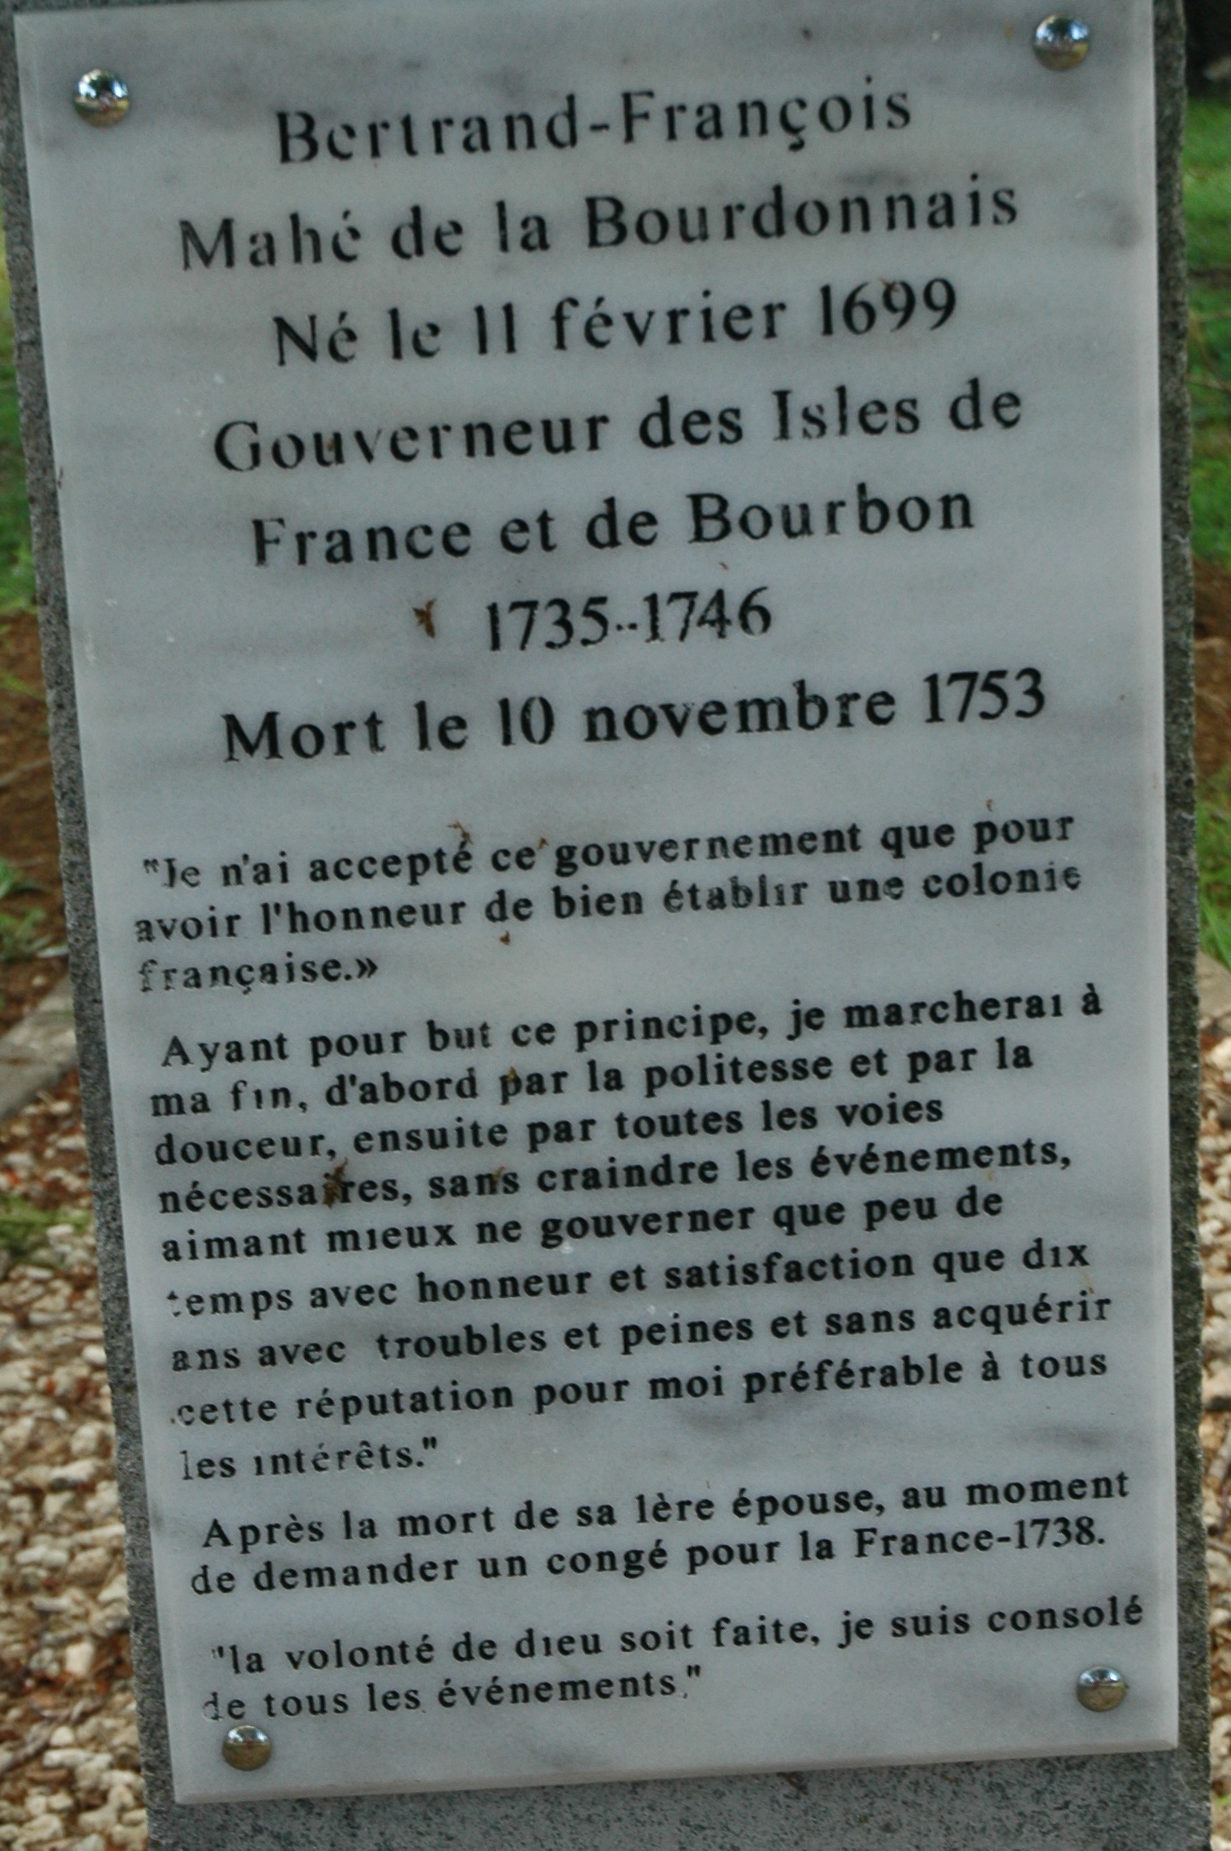 Bertrand-François
Mahé de la Bourdonnais
Né le 11 février 1699
Gouverneur des Isles de
France et de Bourbon
1735--1746
Mort le 10 novembre 1753
"Je n'ai accepté ce gouvernement que pour
avoir l'honneur de bien établir une colonie
française.»
Ayant pour but ce principe, je marcherai à
ma fin, d'abord par la politesse et par la
douceur, ensuite par toutes les voies
nécessaires, sans craindre les événements,
aimant mieux ne gouverner que peu de
temps avec honneur et satisfaction que dix
ans avec troubles et peines et sans acquérir
cette réputation pour moi préférable à tous
les intérêts."
Après la mort de sa 1ère épouse, au moment
de demander un congé pour la France-1738.
"la volonté de dieu soit faite, je suis consolé
de tous les événements."